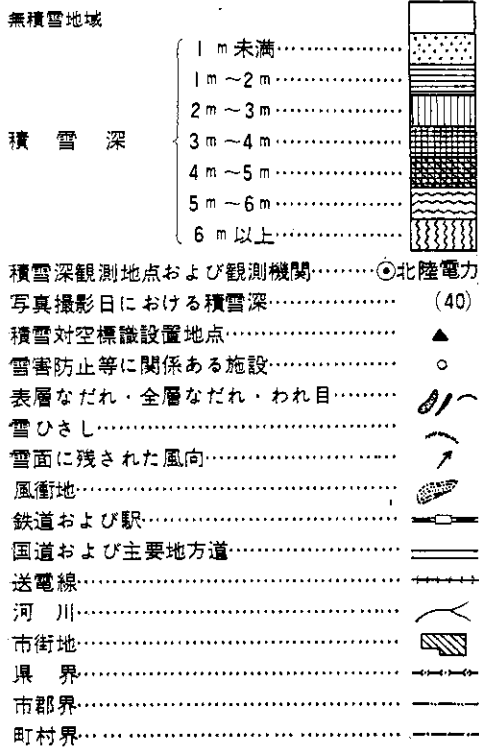 無積雪地域
1 m 未満
1 m ～2 m
2 m ～3 m
積 雪 深
3 m ～4 m
4 m ～5 m
5 m ～6 m
6 m 以上
積雪深観測地点および観測機関………◉北陸電力
写真撮影日における積雪深 (40)
積雪対空標識設置地点
雪害防止等に関係ある施設
表層なだれ・全層なだれ・われ目
雪ひさし
雪面に残された風向
風衝地
鉄道および駅
国道および主要地方道
送電線
河 川
市街地
県 界
市郡界
町村界